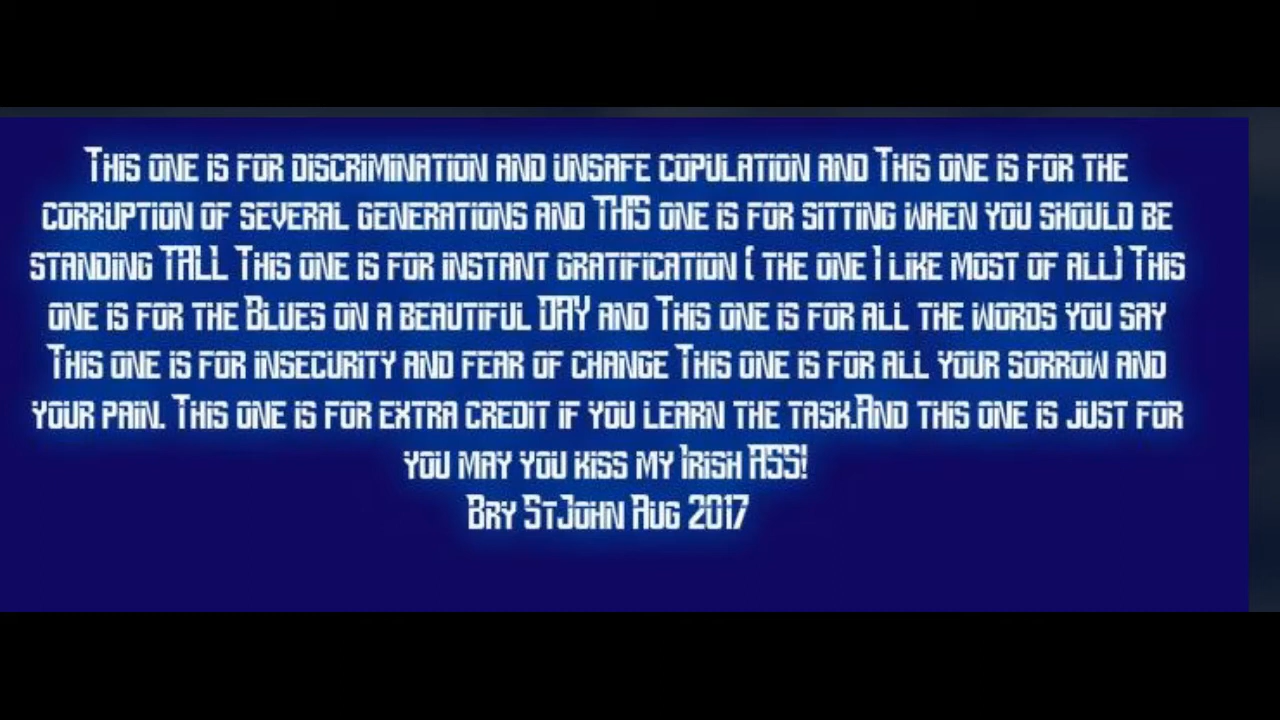 This one is for discrimination and unsafe copulation and This one is for the
corruption of several generations and THIS one is for sitting when you should be
standing TALL This one is for instant gratification ( the one I like most of all) This
one is for the Blues on a beautiful DAY and This one is for all the words you say
This one is for insecurity and fear of change This one is for all your sorrow and
your pain. This one is for extra credit if you learn the task.And this one is just for
you may you kiss my Irish ASS!
Bry StJohn Aug 2017